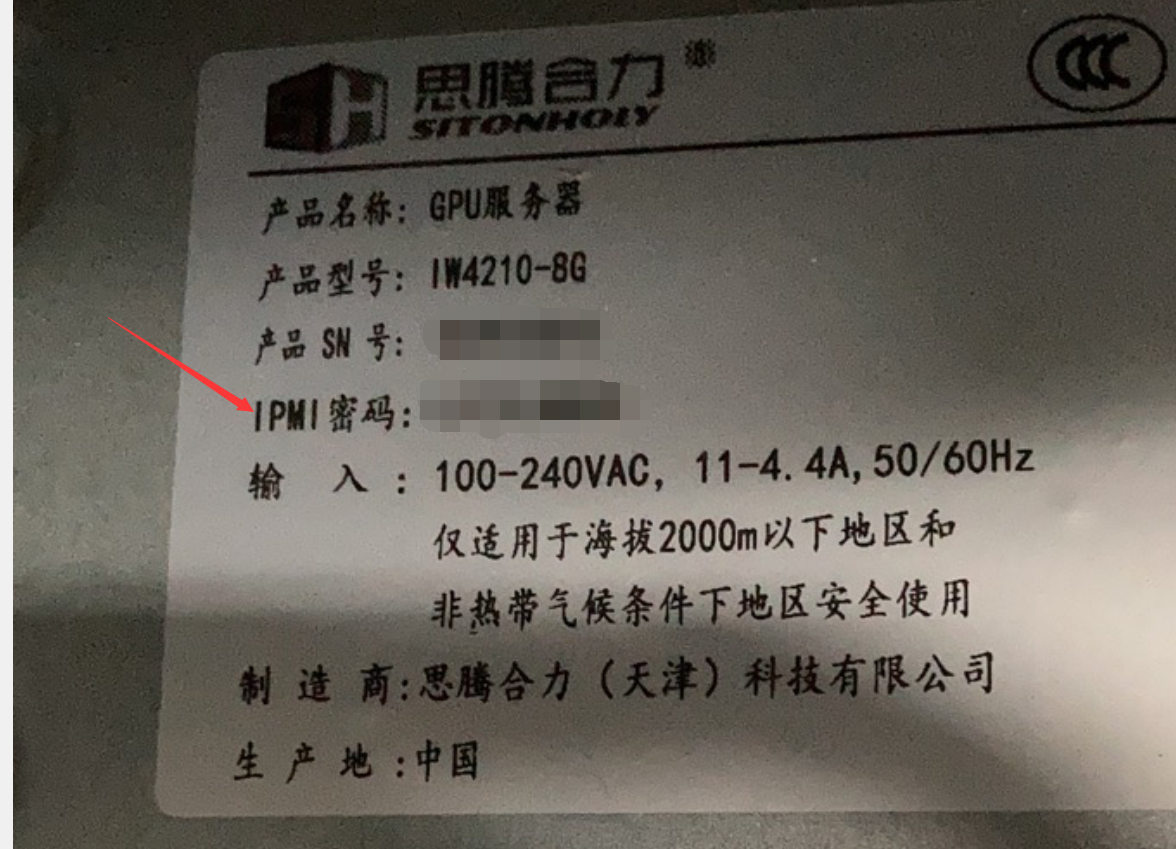 思腾合力®
SITONHOLY
CCC
产品名称: GPU服务器
产品型号: IW4210-8G
产品 SN 号:
IPMI密码:
输 入 : 100-240VAC, 11-4.4A,50/60Hz
仅适用于海拔2000m以下地区和
非热带气候条件下地区安全使用
制 造 商:思腾合力（天津）科技有限公司
生 产 地 :中国